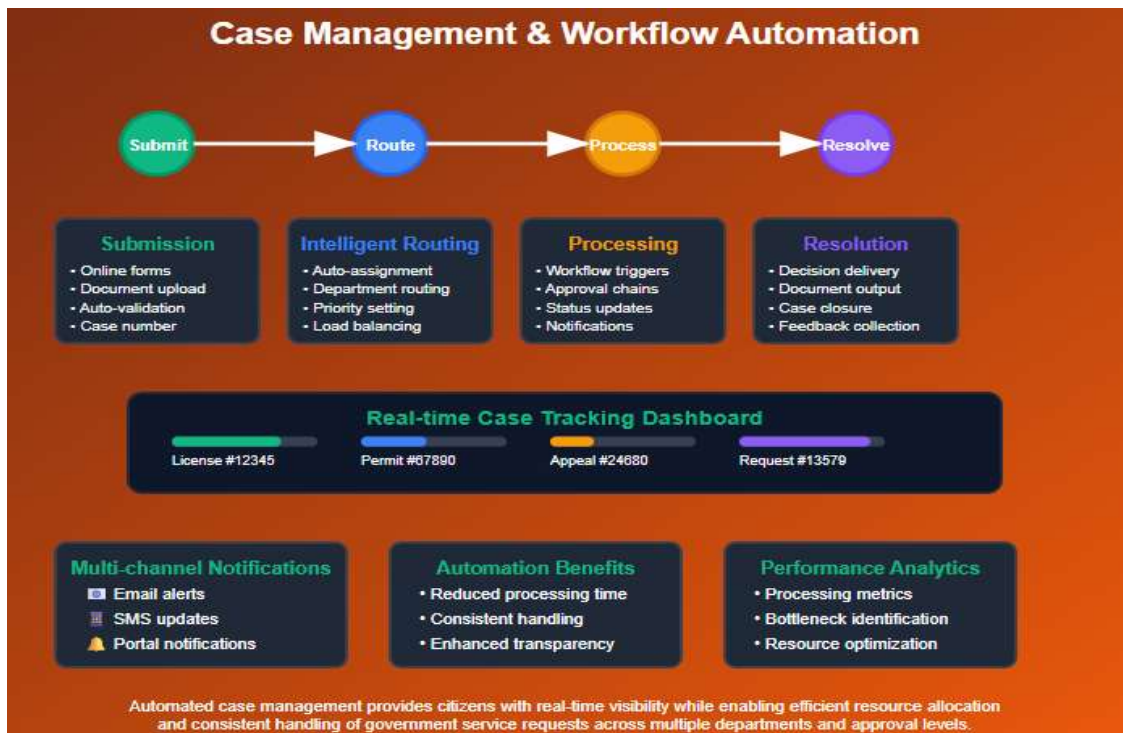 Case Management & Workflow Automation
Submit
Route
Process
Resolve
Submission
• Online forms
• Document upload
• Auto-validation
• Case number
Intelligent Routing
• Auto-assignment
• Department routing
• Priority setting
• Load balancing
Processing
• Workflow triggers
• Approval chains
• Status updates
• Notifications
Resolution
• Decision delivery
• Document output
• Case closure
• Feedback collection
Real-time Case Tracking Dashboard
License #12345
Permit #67890
Appeal #24680
Request #13579
Multi-channel Notifications
Email alerts
SMS updates
Portal notifications
Automation Benefits
• Reduced processing time
• Consistent handling
• Enhanced transparency
Performance Analytics
• Processing metrics
• Bottleneck identification
• Resource optimization
Automated case management provides citizens with real-time visibility while enabling efficient resource allocation
and consistent handling of government service requests across multiple departments and approval levels.